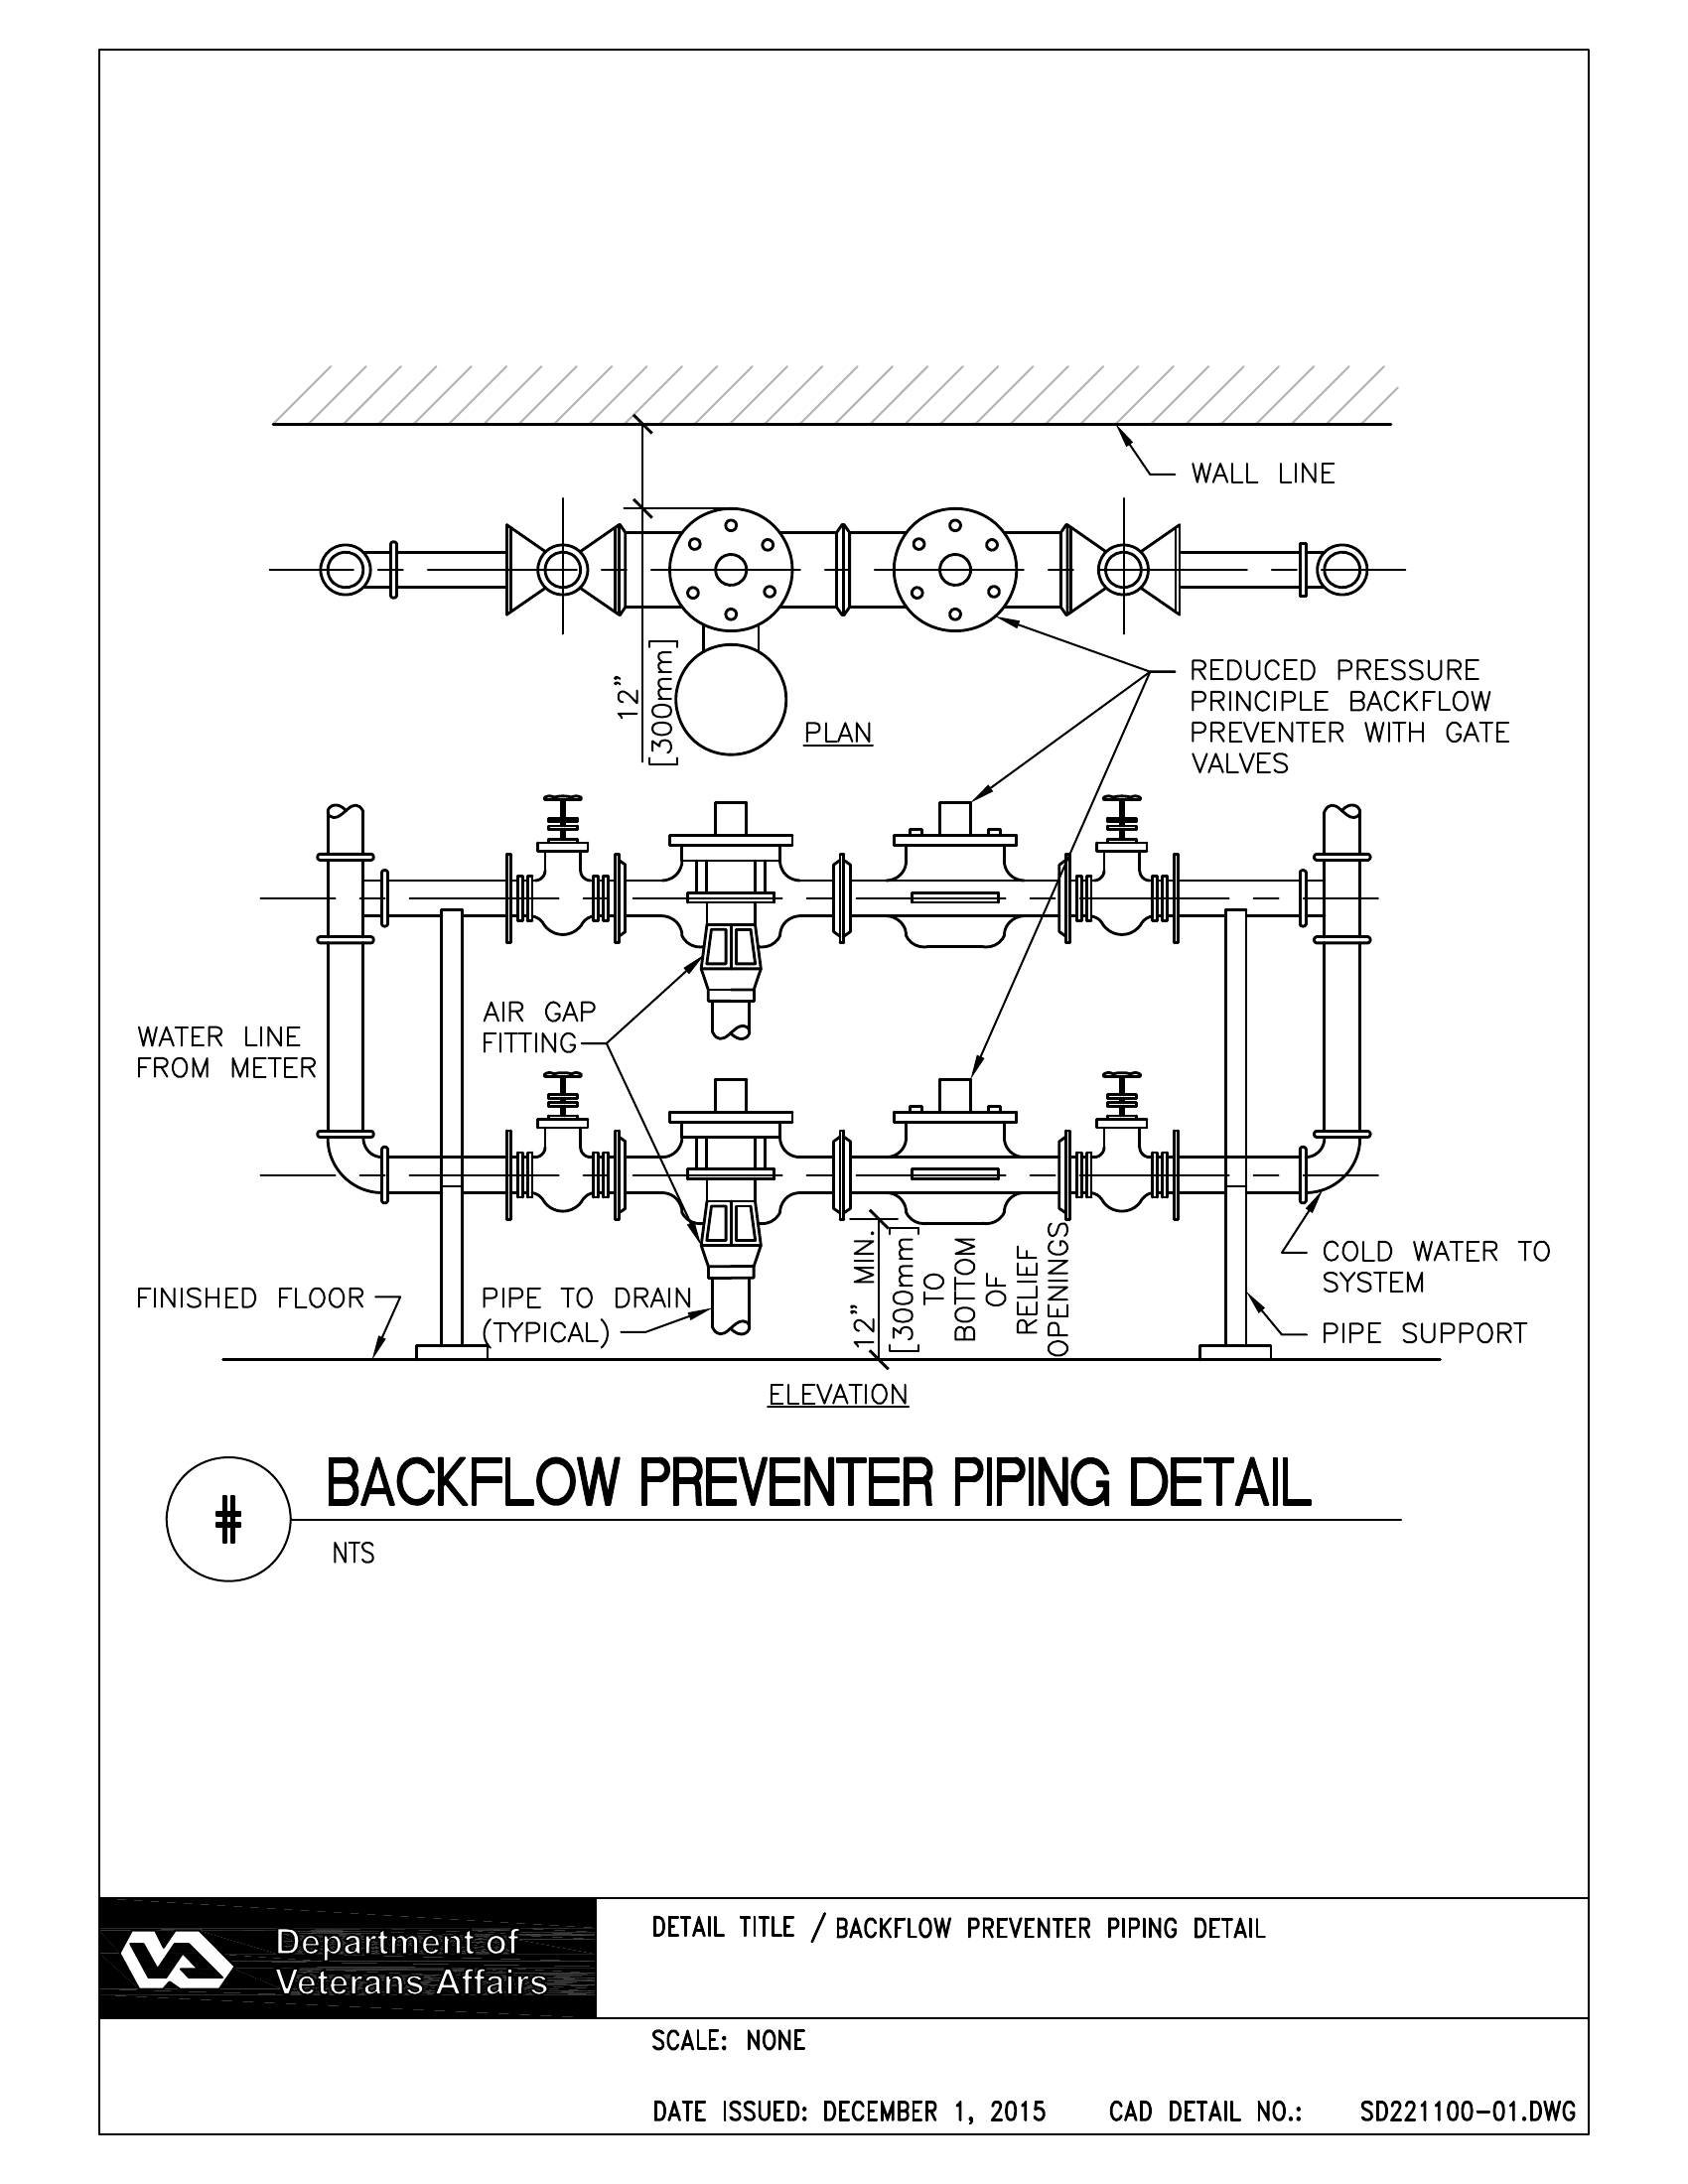 WALL LINE
12"
[300mm]
PLAN
REDUCED PRESSURE
PRINCIPLE BACKFLOW
PREVENTER WITH GATE
VALVES
AIR GAP
FITTING
WATER LINE
FROM METER
FINISHED FLOOR
PIPE TO DRAIN
(TYPICAL)
12" MIN.
[300mm]
TO
BOTTOM
OF
RELIEF
OPENINGS
COLD WATER TO
SYSTEM
PIPE SUPPORT
ELEVATION
#
BACKFLOW PREVENTER PIPING DETAIL
NTS
VA
Department of
Veterans Affairs
DETAIL TITLE / BACKFLOW PREVENTER PIPING DETAIL
SCALE: NONE
DATE ISSUED: DECEMBER 1, 2015 CAD DETAIL NO.: SD221100-01.DWG